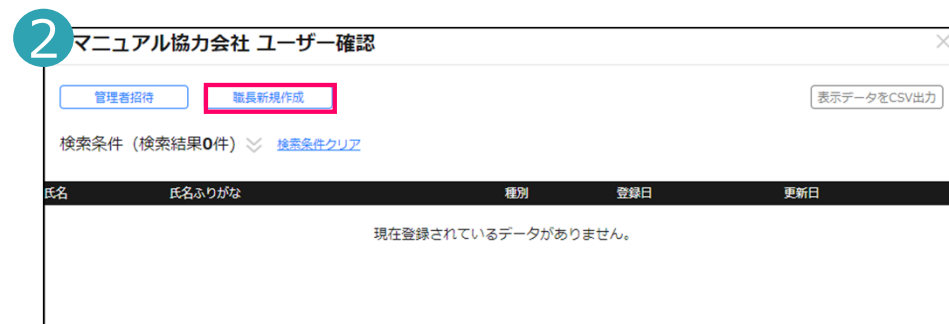 2
マニュアル協力会社 ユーザー確認
管理者招待 職長新規作成 表示データをCSV出力
検索条件（検索結果0件） 検索条件クリア
氏名 氏名ふりがな 種別 登録日 更新日
現在登録されているデータがありません。